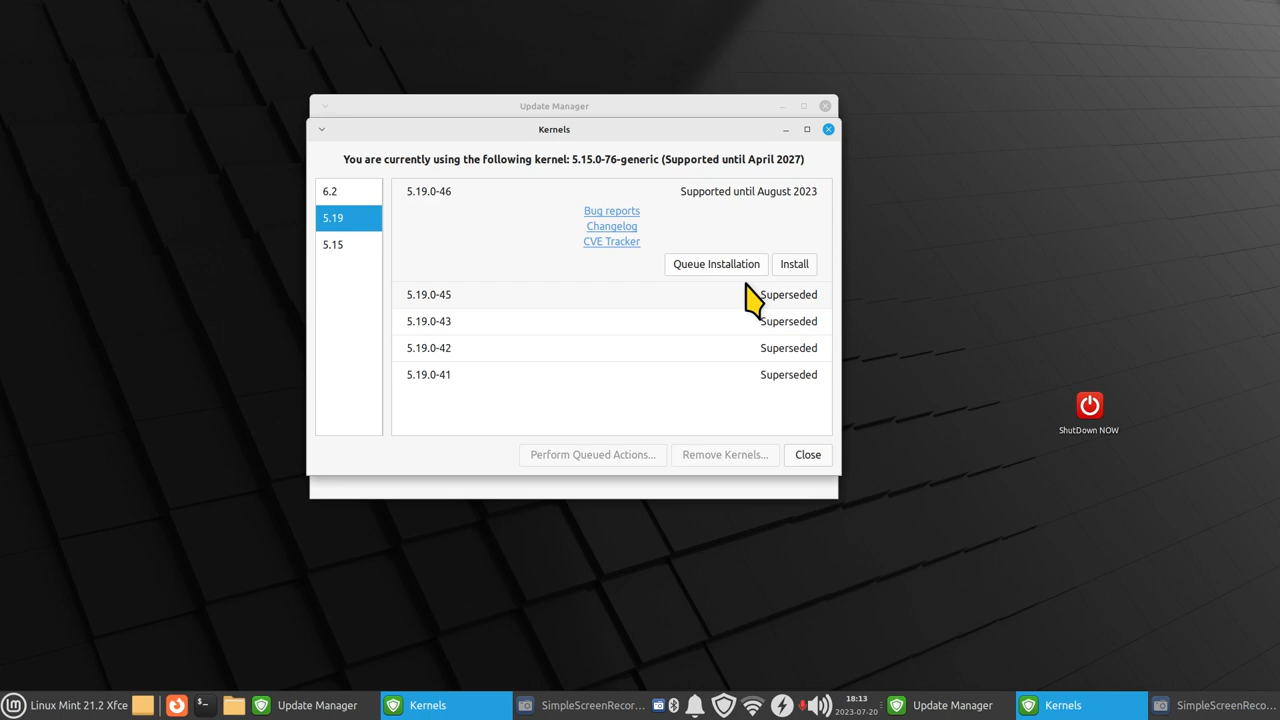 Update Manager
Kernels
You are currently using the following kernel: 5.15.0-76-generic (Supported until April 2027)
6.2
5.19
5.15
5.19.0-46 Supported until August 2023
Bug reports
Changelog
CVE Tracker
Queue Installation Install
5.19.0-45 Superseded
5.19.0-43 Superseded
5.19.0-42 Superseded
5.19.0-41 Superseded
Perform Queued Actions... Remove Kernels... Close
ShutDown NOW
Linux Mint 21.2 Xfce Update Manager Kernels SimpleScreenRecor... 18:13 Update Manager Kernels SimpleScreenReco...
2023-07-20